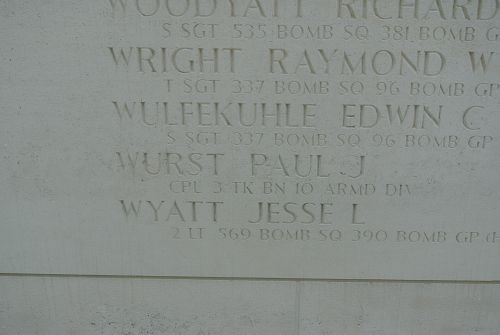 WOODYATT RICHARD
S SGT 535 BOMB SQ 381 BOMB G
WRIGHT RAYMOND W
T SGT 337 BOMB SQ 96 BOMB GP
WULFEKUHLE EDWIN C
S SGT 337 BOMB SQ 96 BOMB GP
WURST PAUL J
CPL 3 TK BN 10 ARMD DIV
WYATT JESSE L
2 LT 569 BOMB SQ 390 BOMB GP (H